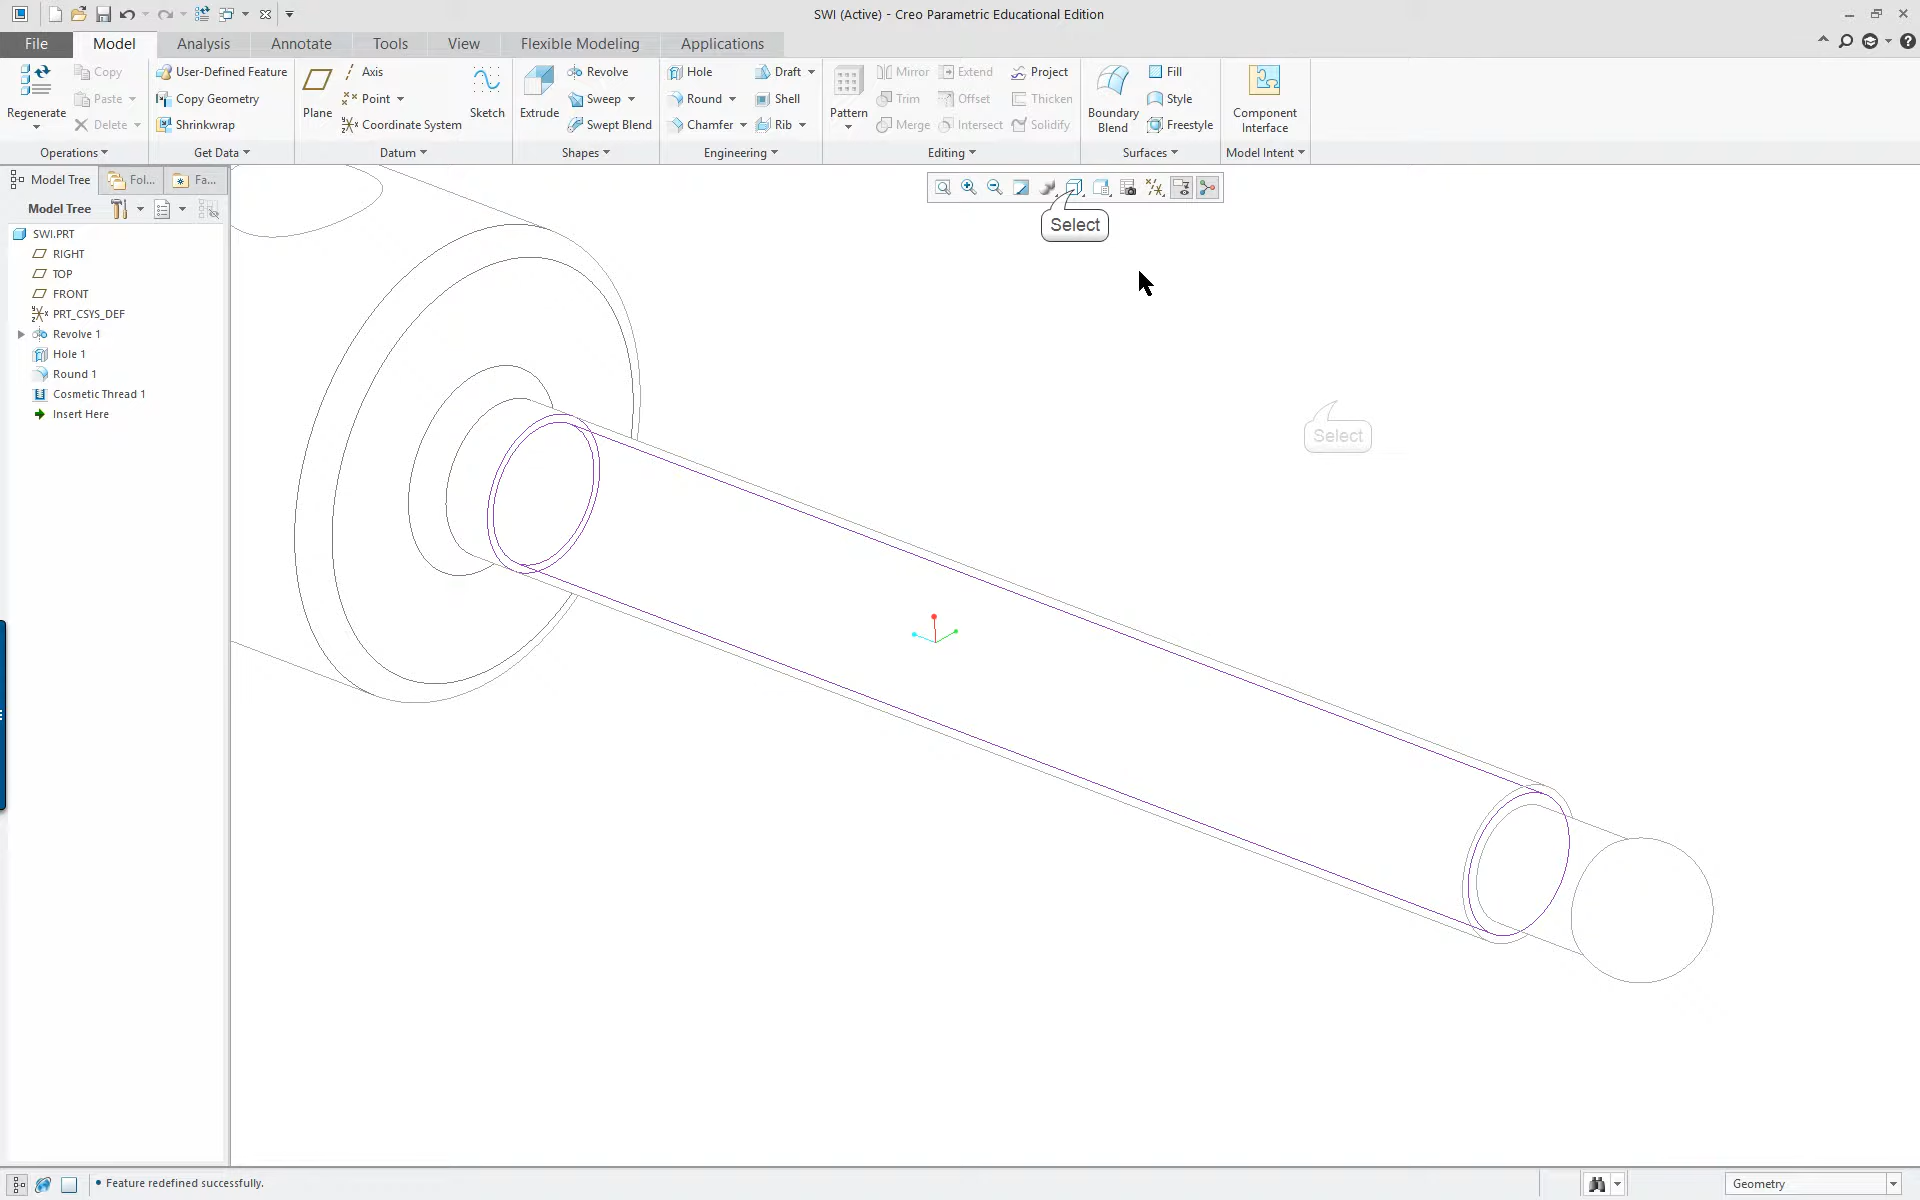 SWI (Active) - Creo Parametric Educational Edition
File Model Analysis Annotate Tools View Flexible Modeling Applications
Regenerate
Copy
Paste
Delete
Operations
User-Defined Feature
Copy Geometry
Shrinkwrap
Get Data
Plane
Axis
Point
Coordinate System
Sketch
Datum
Extrude
Revolve
Sweep
Swept Blend
Shapes
Hole
Round
Chamfer
Draft
Shell
Rib
Engineering
Pattern
Mirror
Trim
Merge
Extend
Offset
Intersect
Project
Thicken
Solidify
Editing
Boundary
Blend
Fill
Style
Freestyle
Surfaces
Component
Interface
Model Intent
Model Tree Fol... Fa...
Model Tree
SWI.PRT
RIGHT
TOP
FRONT
PRT_CSYS_DEF
Revolve 1
Hole 1
Round 1
Cosmetic Thread 1
Insert Here
Select
Select
• Feature redefined successfully.
Geometry